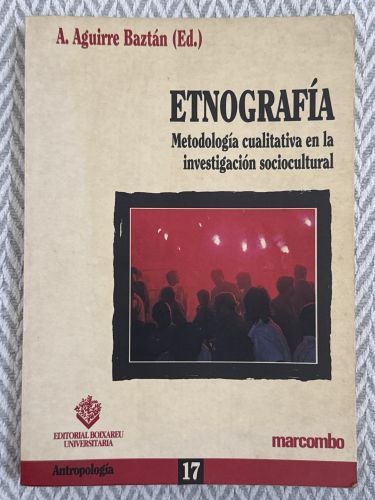 A. Aguirre Baztán (Ed.)
ETNOGRAFÍA
Metodología cualitativa en la
investigación sociocultural
EDITORIAL BOIXAREU
UNIVERSITARIA
marcombo
Antropología
17